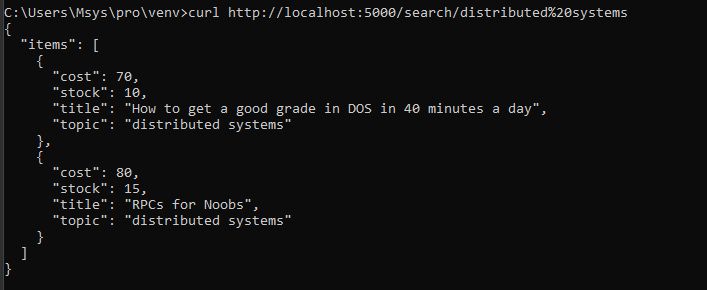 C:\Users\Msys\pro\venv>curl http://localhost:5000/search/distributed%20systems
{
  "items": [
    {
      "cost": 70,
      "stock": 10,
      "title": "How to get a good grade in DOS in 40 minutes a day",
      "topic": "distributed systems"
    },
    {
      "cost": 80,
      "stock": 15,
      "title": "RPCs for Noobs",
      "topic": "distributed systems"
    }
  ]
}